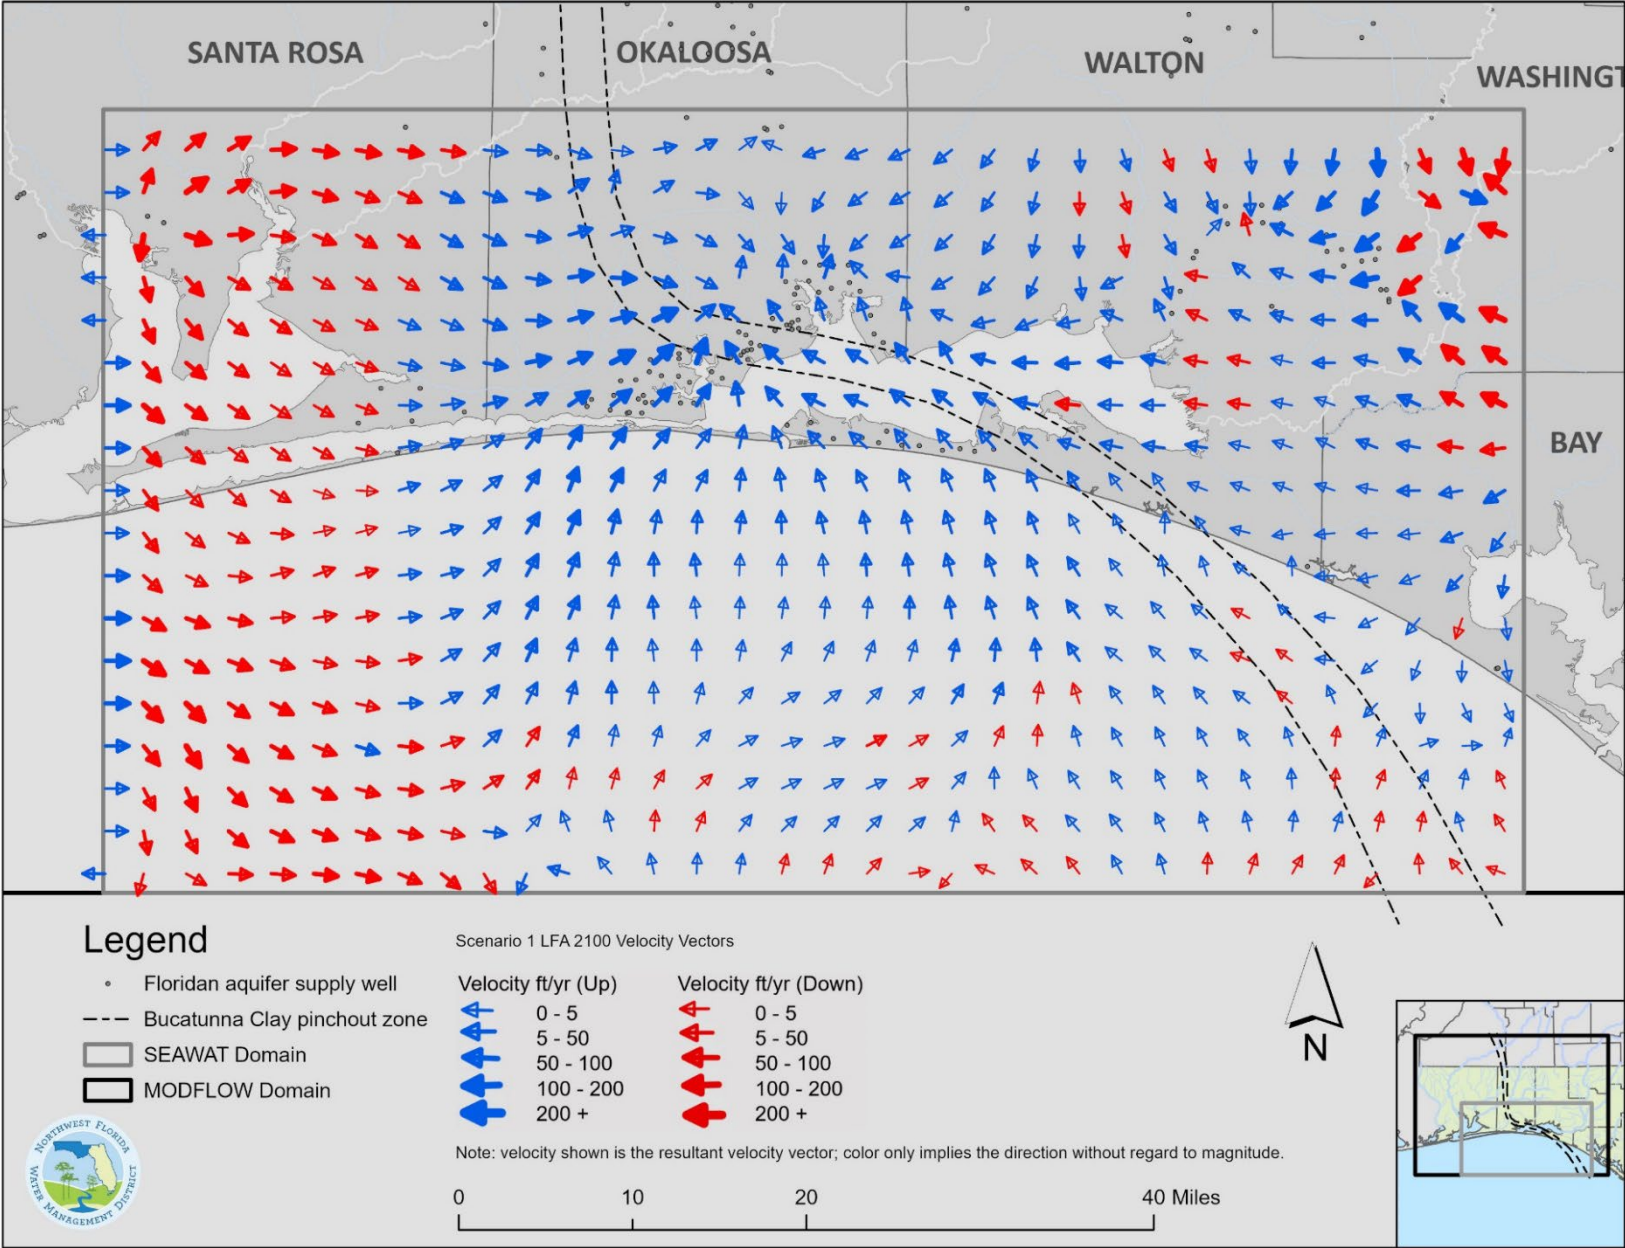 SANTA ROSA
OKALOOSA
WALTON
WASHINGT
BAY
Legend
Floridan aquifer supply well
Bucatunna Clay pinchout zone
SEAWAT Domain
MODFLOW Domain
Scenario 1 LFA 2100 Velocity Vectors
Velocity ft/yr (Up)
0 - 5
5 - 50
50 - 100
100 - 200
200 +
Velocity ft/yr (Down)
0 - 5
5 - 50
50 - 100
100 - 200
200 +
Note: velocity shown is the resultant velocity vector; color only implies the direction without regard to magnitude.
0 10 20 40 Miles
N
NORTHWEST FLORIDA
WATER MANAGEMENT DISTRICT